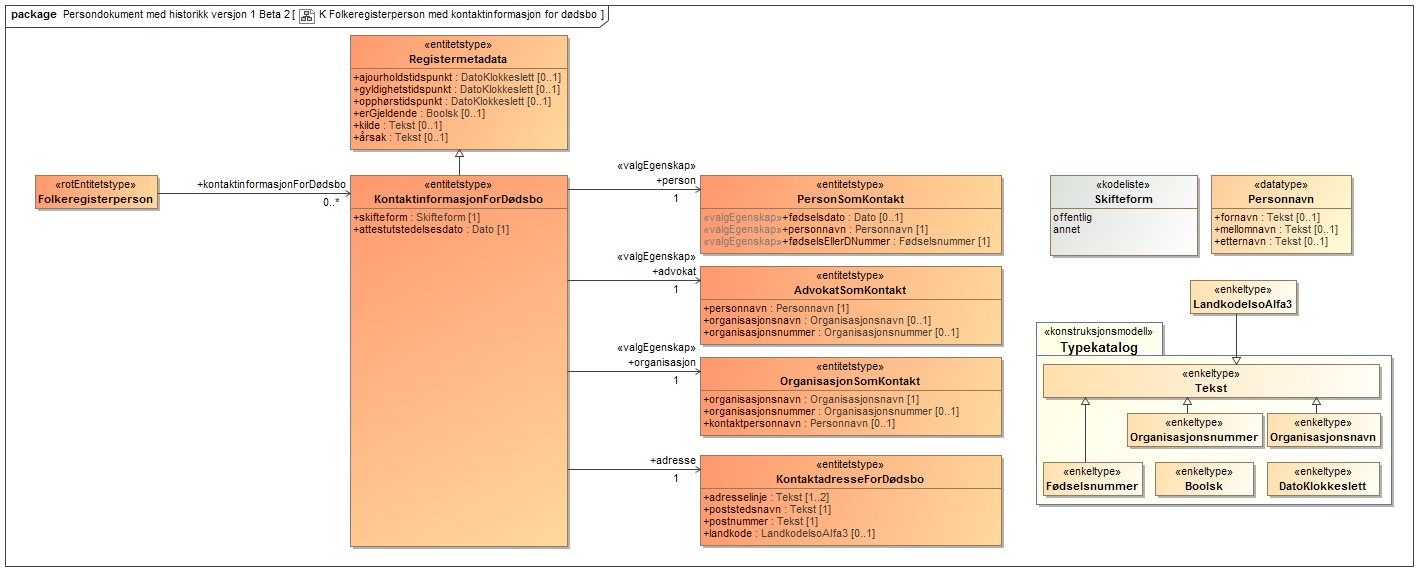 package Persondokument med historikk versjon 1 Beta 2 [ K Folkeregisterperson med kontaktinformasjon for dødsbo ]
«entitetstype»
Registermetadata
+ajourholdstidspunkt : DatoKlokkeslett [0..1]
+gyldighetstidspunkt : DatoKlokkeslett [0..1]
+opphørstidspunkt : DatoKlokkeslett [0..1]
+erGjeldende : Boolsk [0..1]
+kilde : Tekst [0..1]
+årsak : Tekst [0..1]
«rotEntitetstype»
Folkeregisterperson
+kontaktinformasjonForDødsbo
0..*
«entitetstype»
KontaktinformasjonForDødsbo
+skifteform : Skifteform [1]
+attestutstedelsesdato : Dato [1]
«valgEgenskap»
+person
1
«entitetstype»
PersonSomKontakt
«valgEgenskap»+fødselsdato : Dato [0..1]
«valgEgenskap»+personnavn : Personnavn [1]
«valgEgenskap»+fødselsEllerDNummer : Fødselsnummer [1]
«valgEgenskap»
+advokat
1
«entitetstype»
AdvokatSomKontakt
+personnavn : Personnavn [1]
+organisasjonsnavn : Organisasjonsnavn [0..1]
+organisasjonsnummer : Organisasjonsnummer [0..1]
«valgEgenskap»
+organisasjon
1
«entitetstype»
OrganisasjonSomKontakt
+organisasjonsnavn : Organisasjonsnavn [1]
+organisasjonsnummer : Organisasjonsnummer [0..1]
+kontaktpersonnavn : Personnavn [0..1]
+adresse
1
«entitetstype»
KontaktadresseForDødsbo
+adresselinje : Tekst [1..2]
+poststedsnavn : Tekst [1]
+postnummer : Tekst [1]
+landkode : LandkodeIsoAlfa3 [0..1]
«kodeliste»
Skifteform
offentlig
annet
«datatype»
Personnavn
+fornavn : Tekst [0..1]
+mellomnavn : Tekst [0..1]
+etternavn : Tekst [0..1]
«enkeltype»
LandkodeIsoAlfa3
«konstruksjonsmodell»
Typekatalog
«enkeltype»
Tekst
«enkeltype»
Organisasjonsnummer
«enkeltype»
Organisasjonsnavn
«enkeltype»
Fødselsnummer
«enkeltype»
Boolsk
«enkeltype»
DatoKlokkeslett